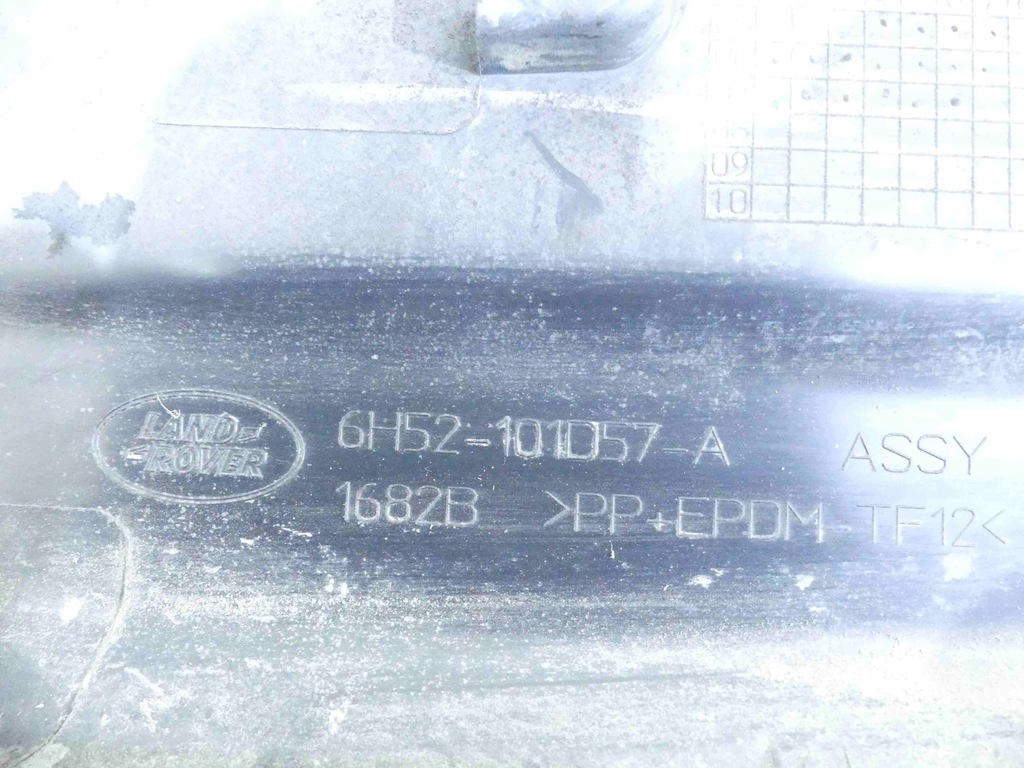 09
10
LAND
ROVER
6H52-101D57-A ASSY
1682B >PP+EPDM-TF12<